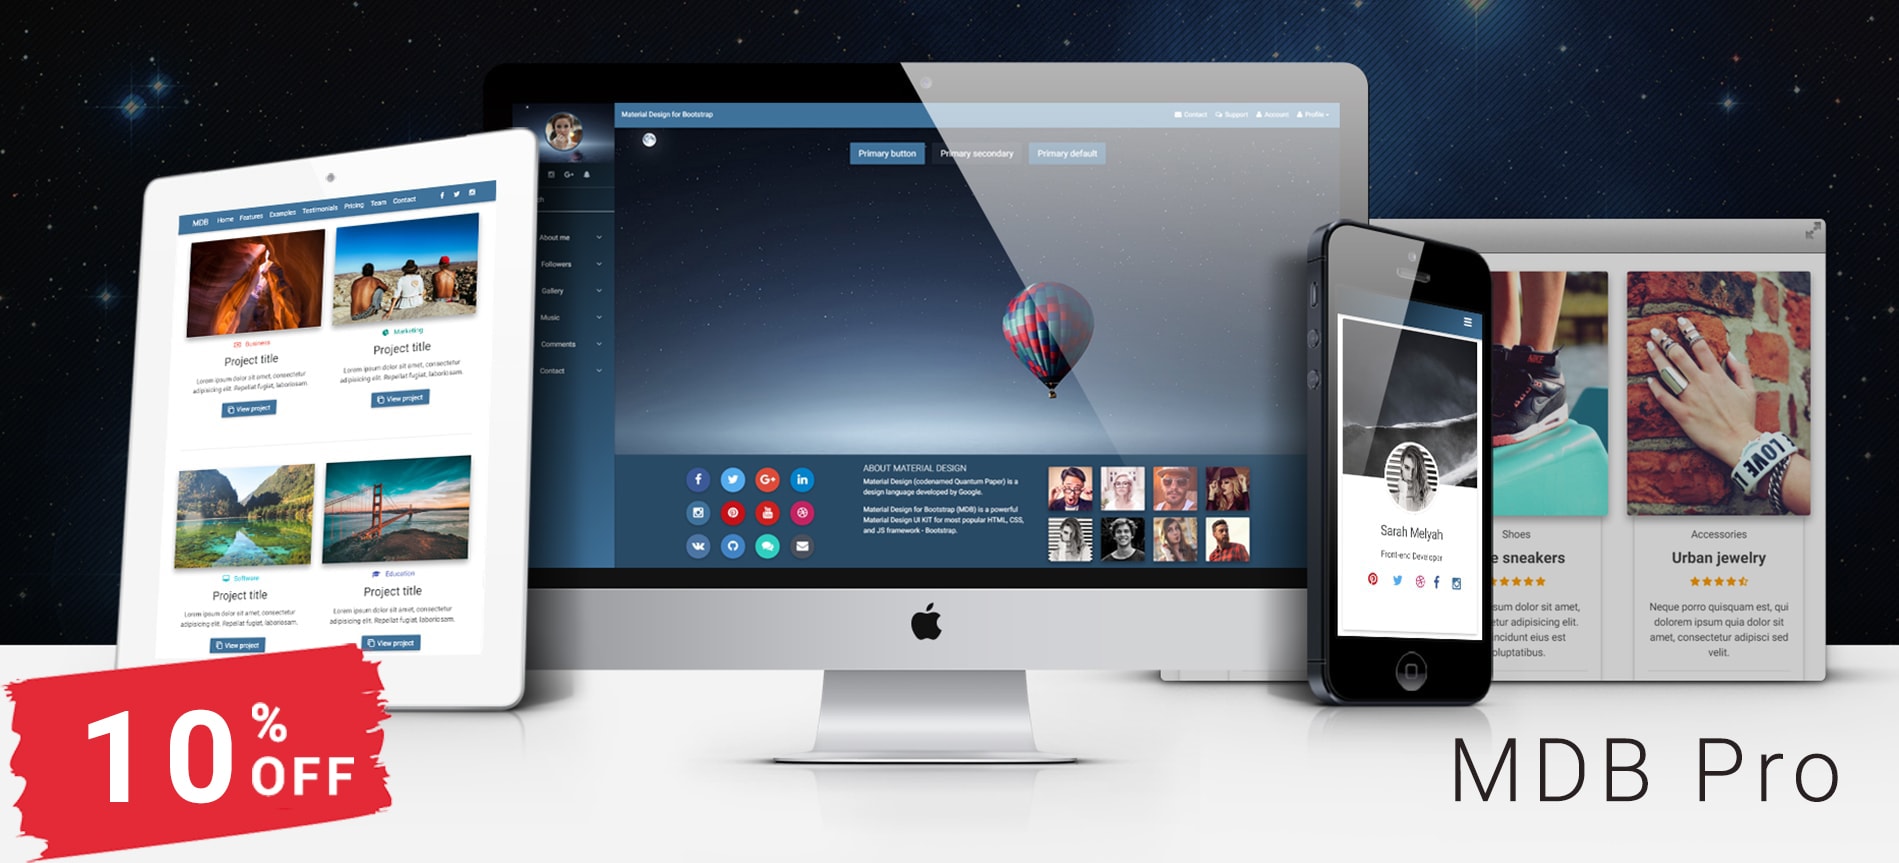 MDB Home Features Examples Testimonials Pricing Team Contact
Business
Project title
Lorem ipsum dolor sit amet, consectetur
adipisicing elit. Repellat fugiat, laboriosam.
View project
Marketing
Project title
Lorem ipsum dolor sit amet, consectetur
adipisicing elit. Repellat fugiat, laboriosam.
View project
Software
Project title
Lorem ipsum dolor sit amet, consectetur
adipisicing elit. Repellat fugiat, laboriosam.
View project
Education
Project title
Lorem ipsum dolor sit amet, consectetur
adipisicing elit. Repellat fugiat, laboriosam.
View project
10% OFF
About me
Followers
Gallery
Music
Comments
Contact
Material Design for Bootstrap
Contact Support Account Profile
Primary button Primary secondary Primary default
ABOUT MATERIAL DESIGN
Material Design (codenamed Quantum Paper) is a
design language developed by Google.
Material Design for Bootstrap (MDB) is a powerful
Material Design UI KIT for most popular HTML, CSS,
and JS framework - Bootstrap.
Sarah Melyah
Front-end Developer
Shoes
e sneakers
sum dolor sit amet,
etur adipisicing elit.
incidunt eius est
oluptatibus.
LOVE
Accessories
Urban jewelry
Neque porro quisquam est, qui
dolorem ipsum quia dolor sit
amet, consectetur adipisci sed
velit.
MDB Pro